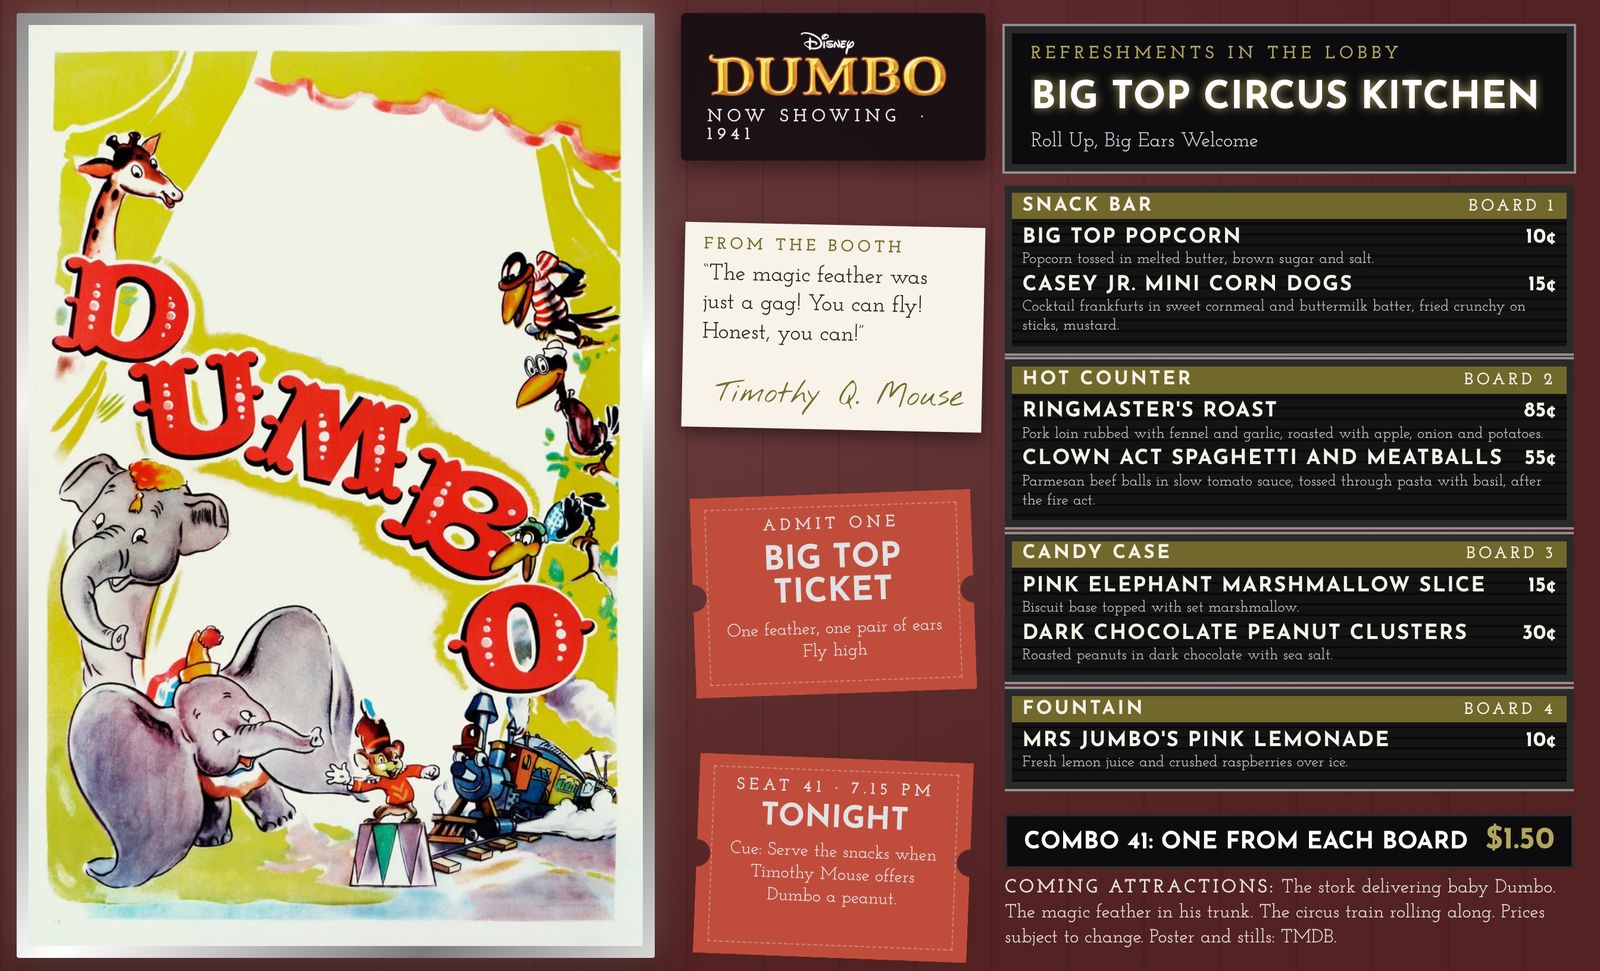 DUMBO
Disney
DUMBO
NOW SHOWING ·
1941
FROM THE BOOTH
“The magic feather was
just a gag! You can fly!
Honest, you can!”
Timothy Q. Mouse
ADMIT ONE
BIG TOP
TICKET
One feather, one pair of ears
Fly high
SEAT 41 · 7.15 PM
TONIGHT
Cue: Serve the snacks when
Timothy Mouse offers
Dumbo a peanut.
REFRESHMENTS IN THE LOBBY
BIG TOP CIRCUS KITCHEN
Roll Up, Big Ears Welcome
SNACK BAR BOARD 1
BIG TOP POPCORN 10¢
Popcorn tossed in melted butter, brown sugar and salt.
CASEY JR. MINI CORN DOGS 15¢
Cocktail frankfurts in sweet cornmeal and buttermilk batter, fried crunchy on
sticks, mustard.
HOT COUNTER BOARD 2
RINGMASTER'S ROAST 85¢
Pork loin rubbed with fennel and garlic, roasted with apple, onion and potatoes.
CLOWN ACT SPAGHETTI AND MEATBALLS 55¢
Parmesan beef balls in slow tomato sauce, tossed through pasta with basil, after
the fire act.
CANDY CASE BOARD 3
PINK ELEPHANT MARSHMALLOW SLICE 15¢
Biscuit base topped with set marshmallow.
DARK CHOCOLATE PEANUT CLUSTERS 30¢
Roasted peanuts in dark chocolate with sea salt.
FOUNTAIN BOARD 4
MRS JUMBO'S PINK LEMONADE 10¢
Fresh lemon juice and crushed raspberries over ice.
COMBO 41: ONE FROM EACH BOARD $1.50
COMING ATTRACTIONS: The stork delivering baby Dumbo.
The magic feather in his trunk. The circus train rolling along. Prices
subject to change. Poster and stills: TMDB.